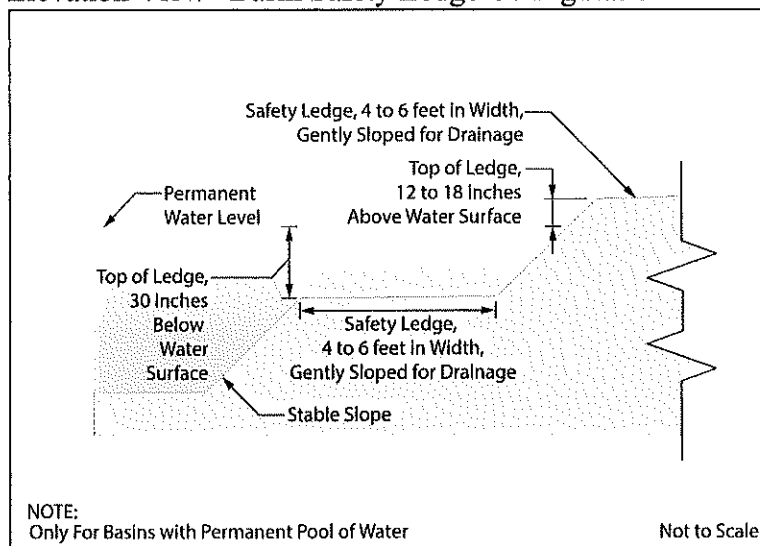 Safety Ledge, 4 to 6 feet in Width,
Gently Sloped for Drainage
Top of Ledge,
12 to 18 inches
Above Water Surface
Permanent
Water Level
Top of Ledge,
30 inches
Below
Water
Surface
Safety Ledge,
4 to 6 feet in Width,
Gently Sloped for Drainage
Stable Slope
NOTE:
Only For Basins with Permanent Pool of Water
Not to Scale